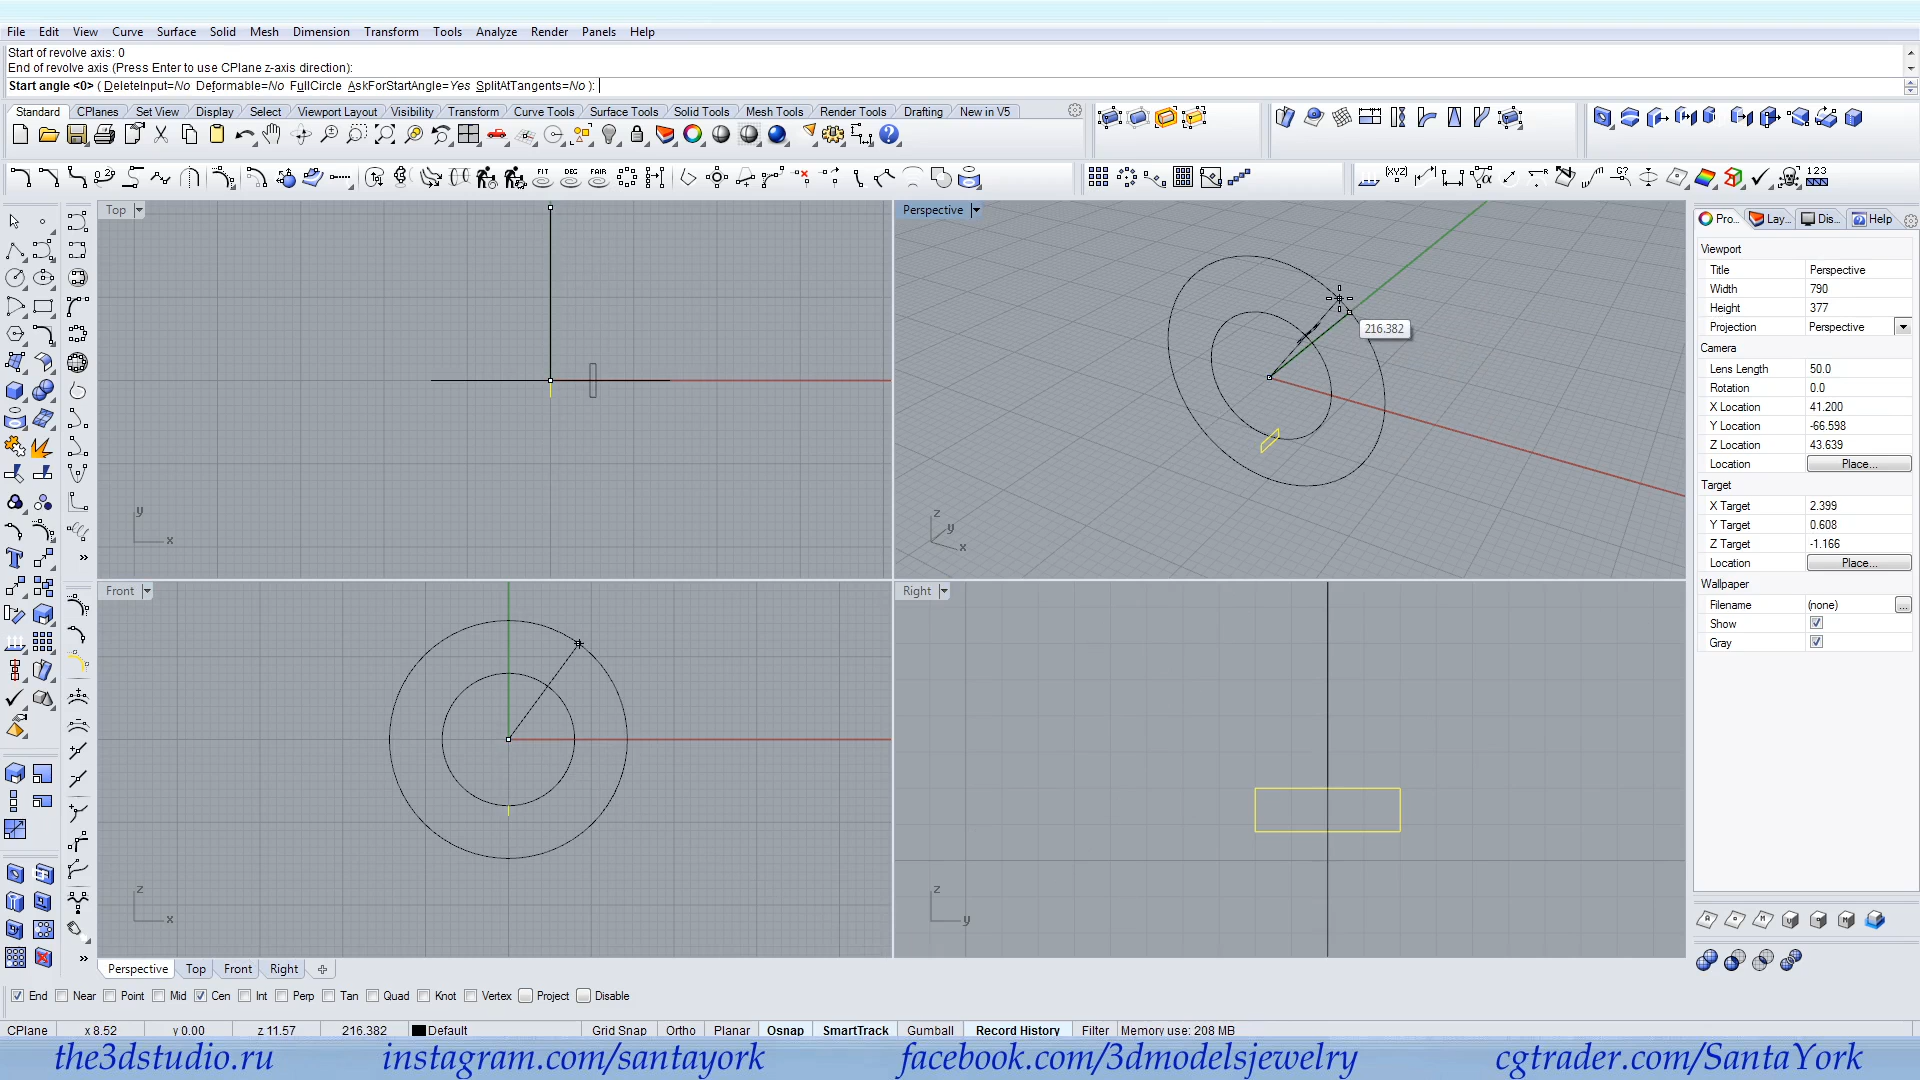 File Edit View Curve Surface Solid Mesh Dimension Transform Tools Analyze Render Panels Help
Start of revolve axis: 0
End of revolve axis (Press Enter to use CPlane z-axis direction):
Start angle <0> ( DeleteInput=No Deformable=No FullCircle AskForStartAngle=Yes SplitAtTangents=No ):
Standard CPlanes Set View Display Select Viewport Layout Visibility Transform Curve Tools Surface Tools Solid Tools Mesh Tools Render Tools Drafting New in V5
FIT DEG FAIR (XYZ) G? 123
Top Perspective
Pro... Lay... Dis... Help
Viewport
Title Perspective
Width 790
Height 377
Projection Perspective
Camera
Lens Length 50.0
Rotation 0.0
X Location 41.200
Y Location -66.598
Z Location 43.639
Location Place...
Target
X Target 2.399
Y Target 0.608
Z Target -1.166
Location Place...
Wallpaper
Filename (none) ...
Show
Gray
216.382
y
x
z
y
x
Front Right
z
x
z
y
Perspective Top Front Right
End Near Point Mid Cen Int Perp Tan Quad Knot Vertex Project Disable
CPlane x 8.52 y 0.00 z 11.57 216.382 Default Grid Snap Ortho Planar Osnap SmartTrack Gumball Record History Filter Memory use: 208 MB
the3dstudio.ru instagram.com/santayork facebook.com/3dmodelsjewelry cgtrader.com/SantaYork